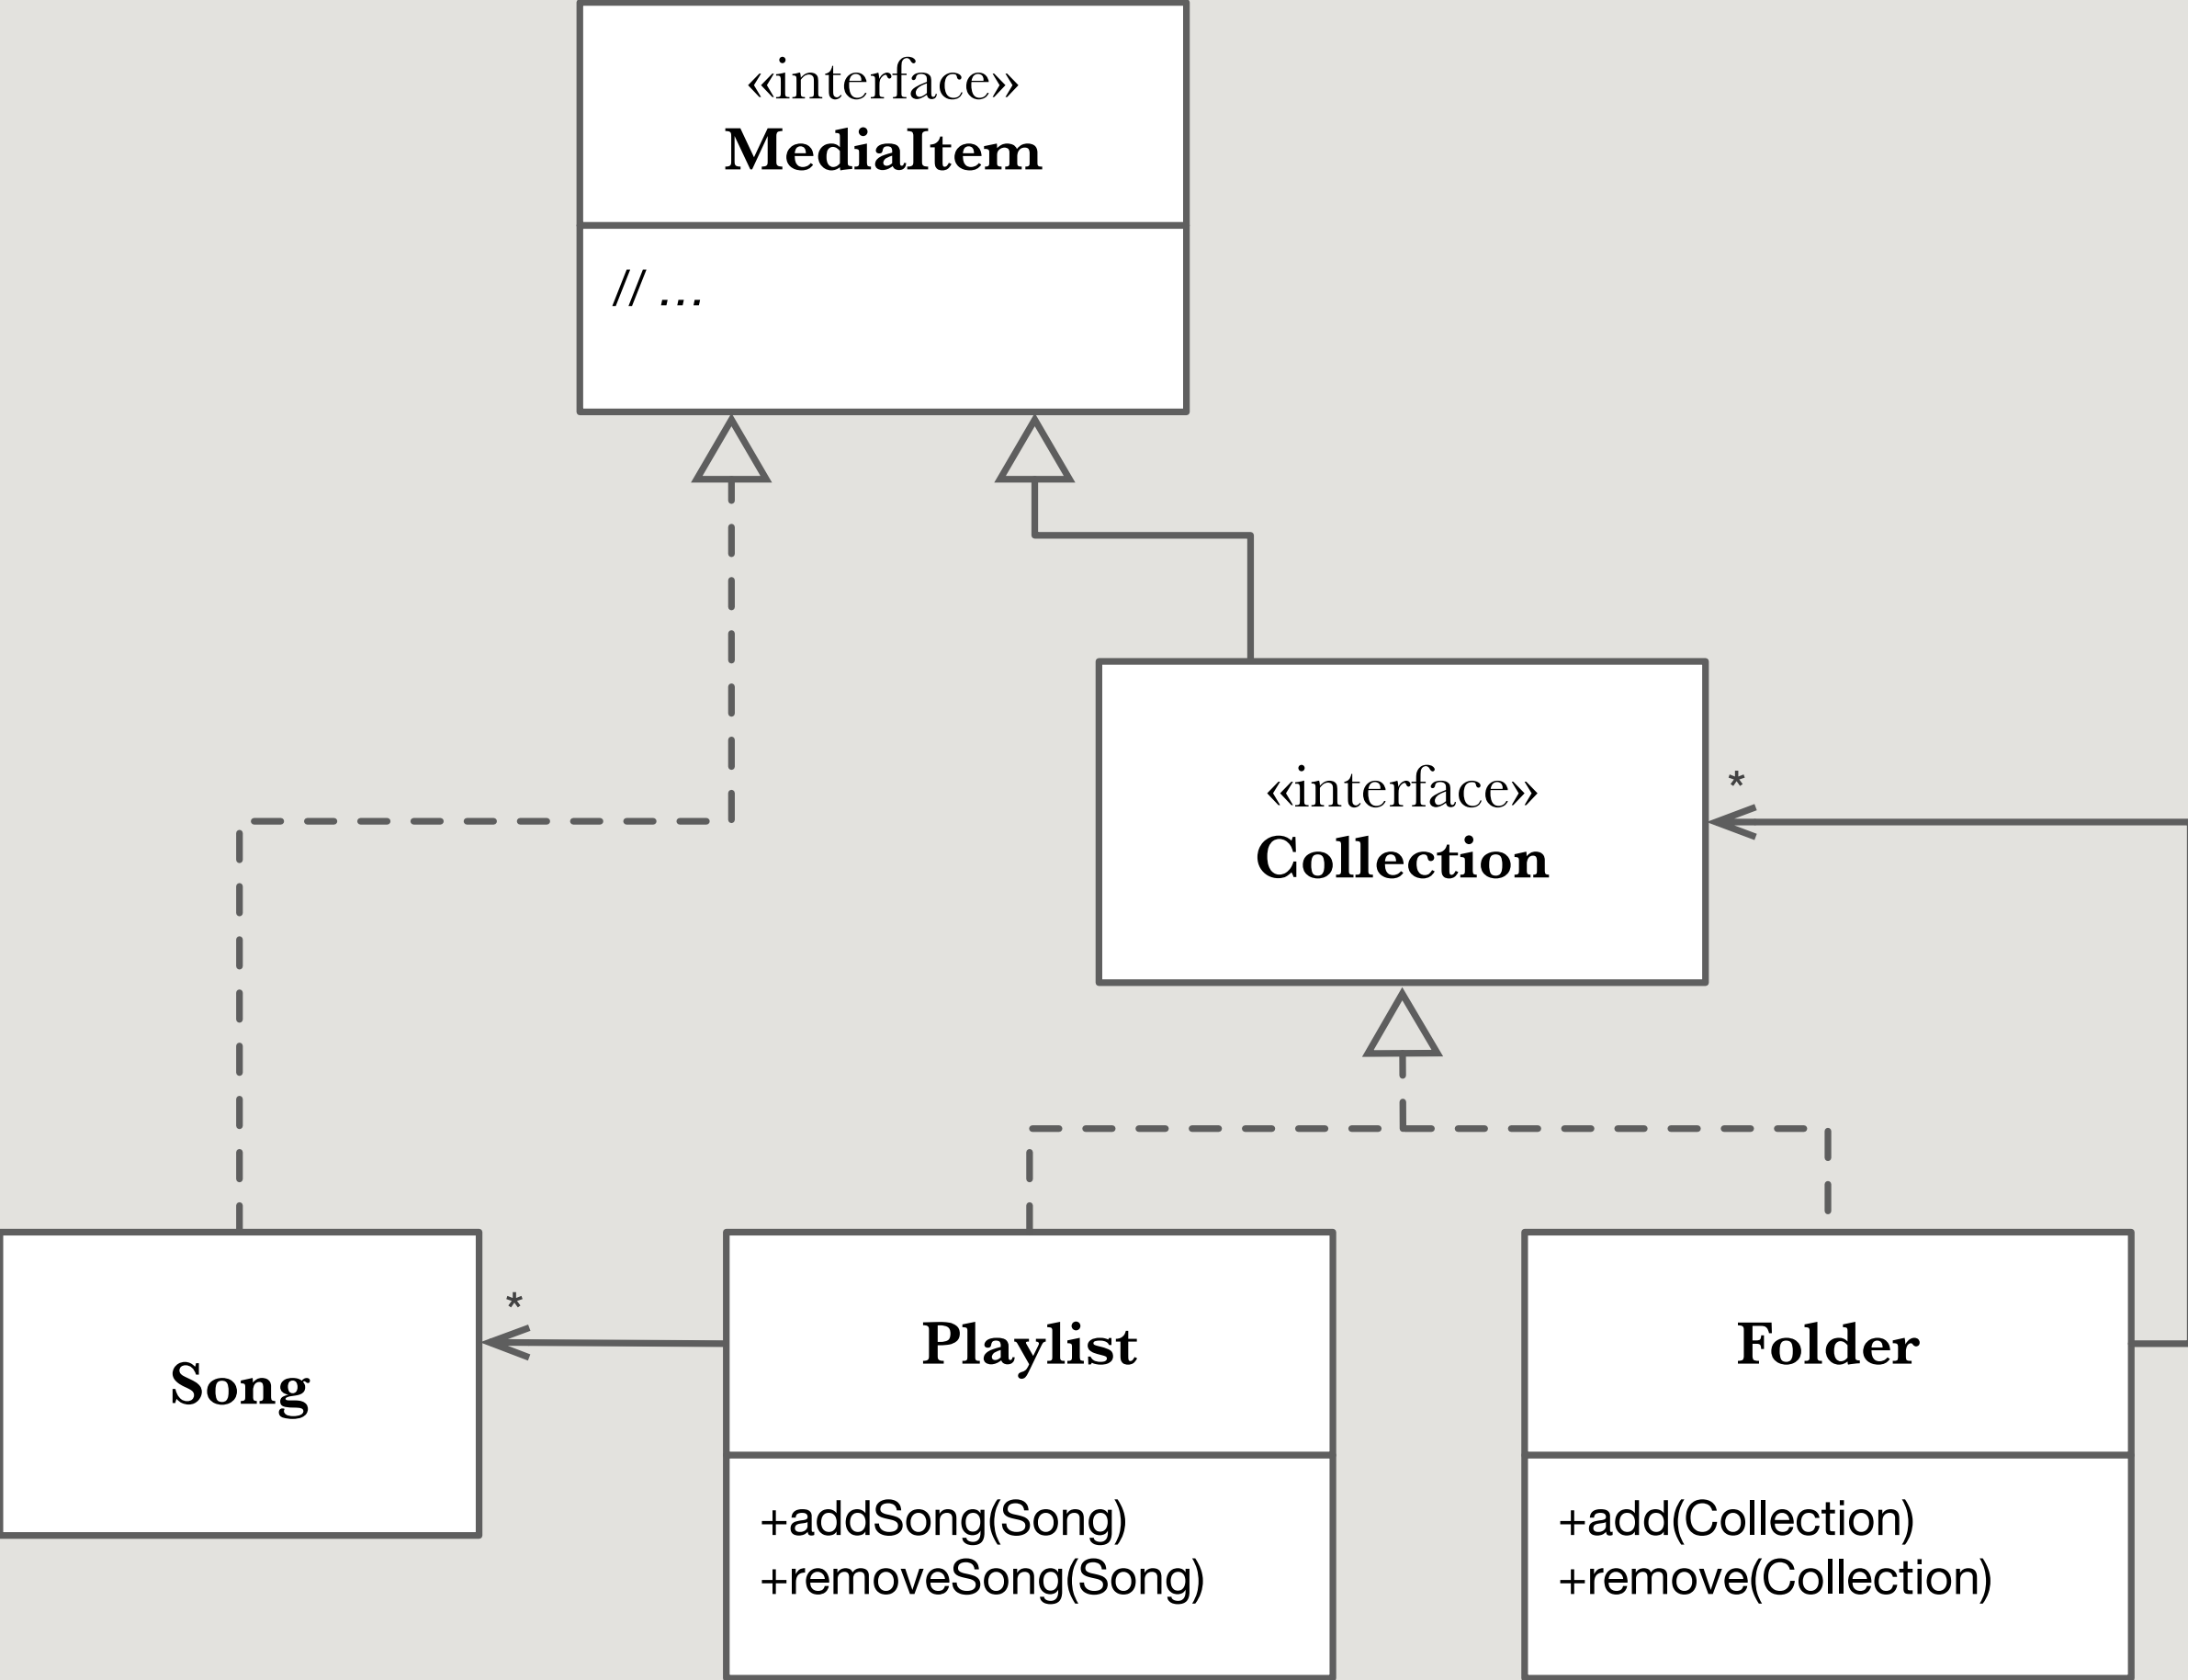 «interface»
MediaItem
// ...
«interface»
Collection
*
*
Song
Playlist
+addSong(Song)
+removeSong(Song)
Folder
+add(Collection)
+remove(Collection)